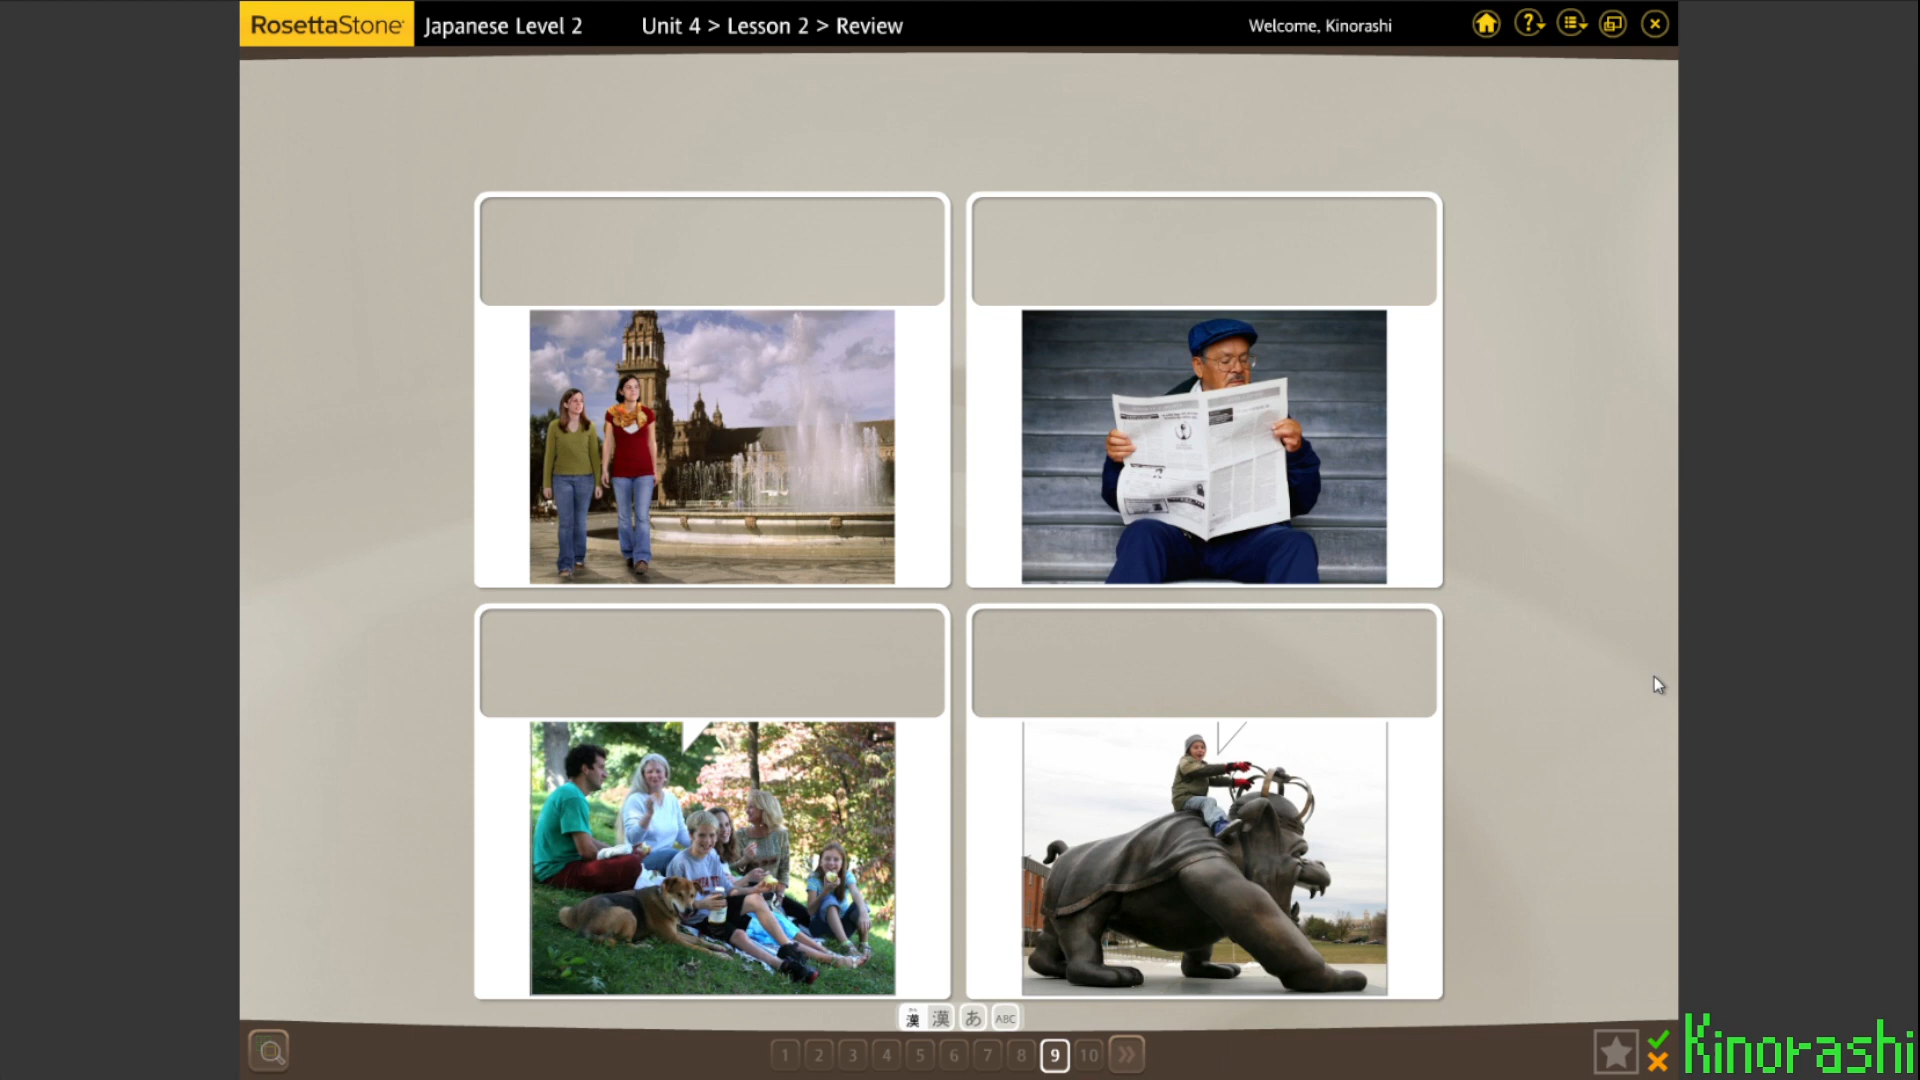 RosettaStone Japanese Level 2 Unit 4 > Lesson 2 > Review Welcome, Kinorashi
漢 漢 あ ABC
1 2 3 4 5 6 7 8 9 10 »
Kinorashi